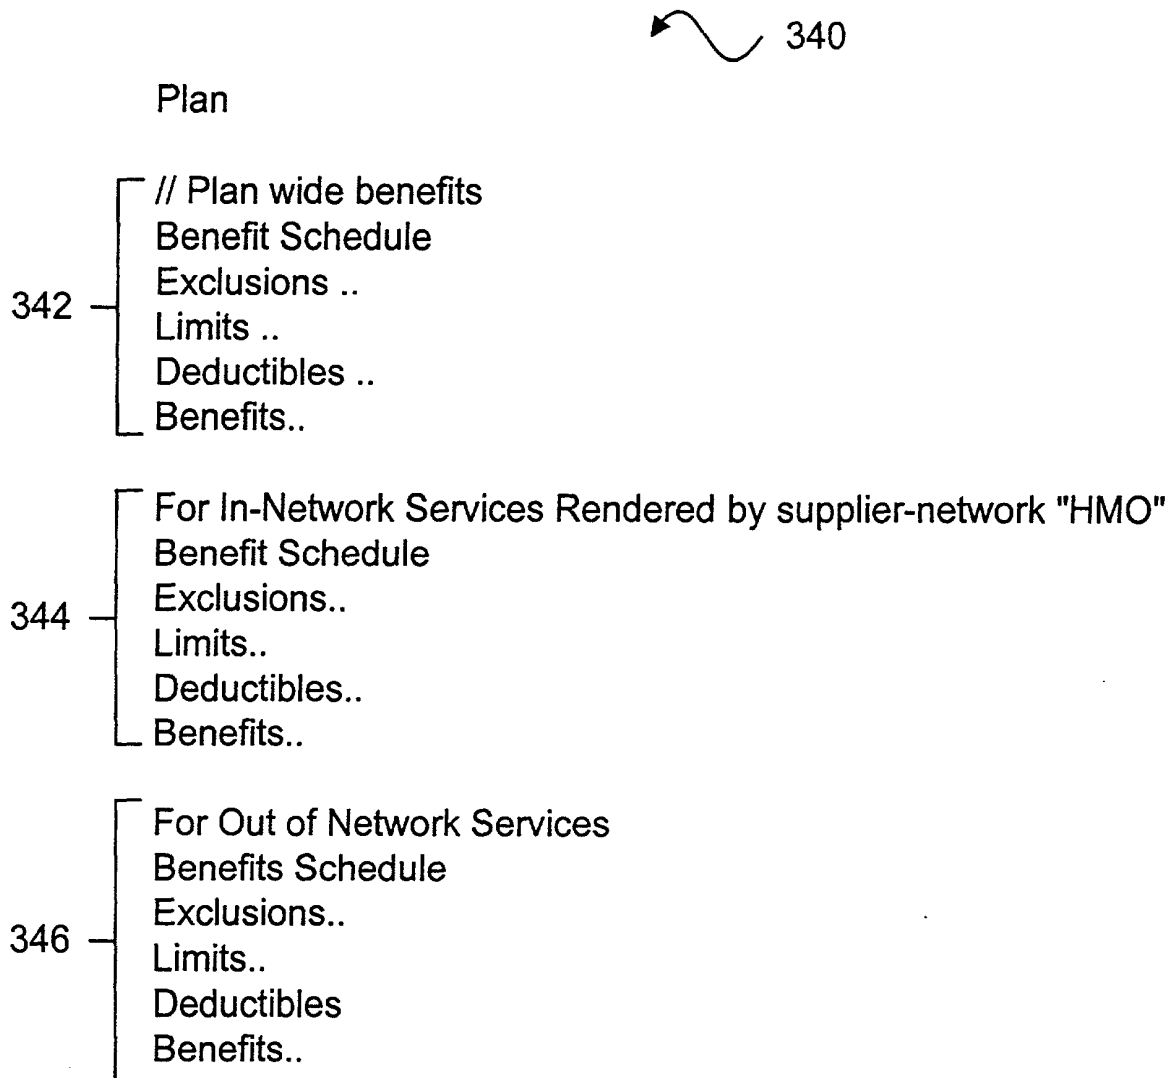 340
Plan
// Plan wide benefits
Benefit Schedule
Exclusions ..
342
Limits ..
Deductibles ..
Benefits..
For In-Network Services Rendered by supplier-network "HMO"
Benefit Schedule
Exclusions..
344
Limits..
Deductibles..
Benefits..
For Out of Network Services
Benefits Schedule
Exclusions..
346
Limits..
Deductibles
Benefits..